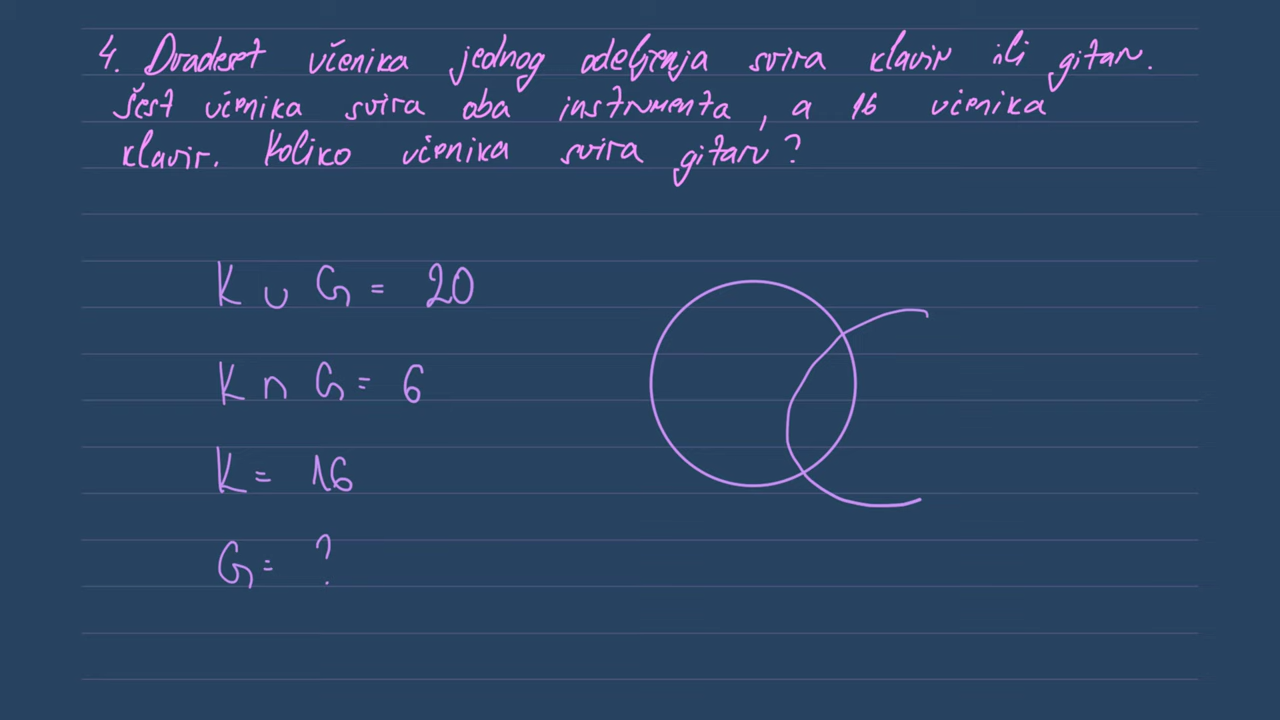 4. Dvadeset učenika jednog odeljenja svira klavir ili gitaru.
Šest učenika svira oba instrumenta, a 16 učenika
klavir. Koliko učenika svira gitaru?
K ∪ G = 20
K ∩ G = 6
K = 16
G = ?